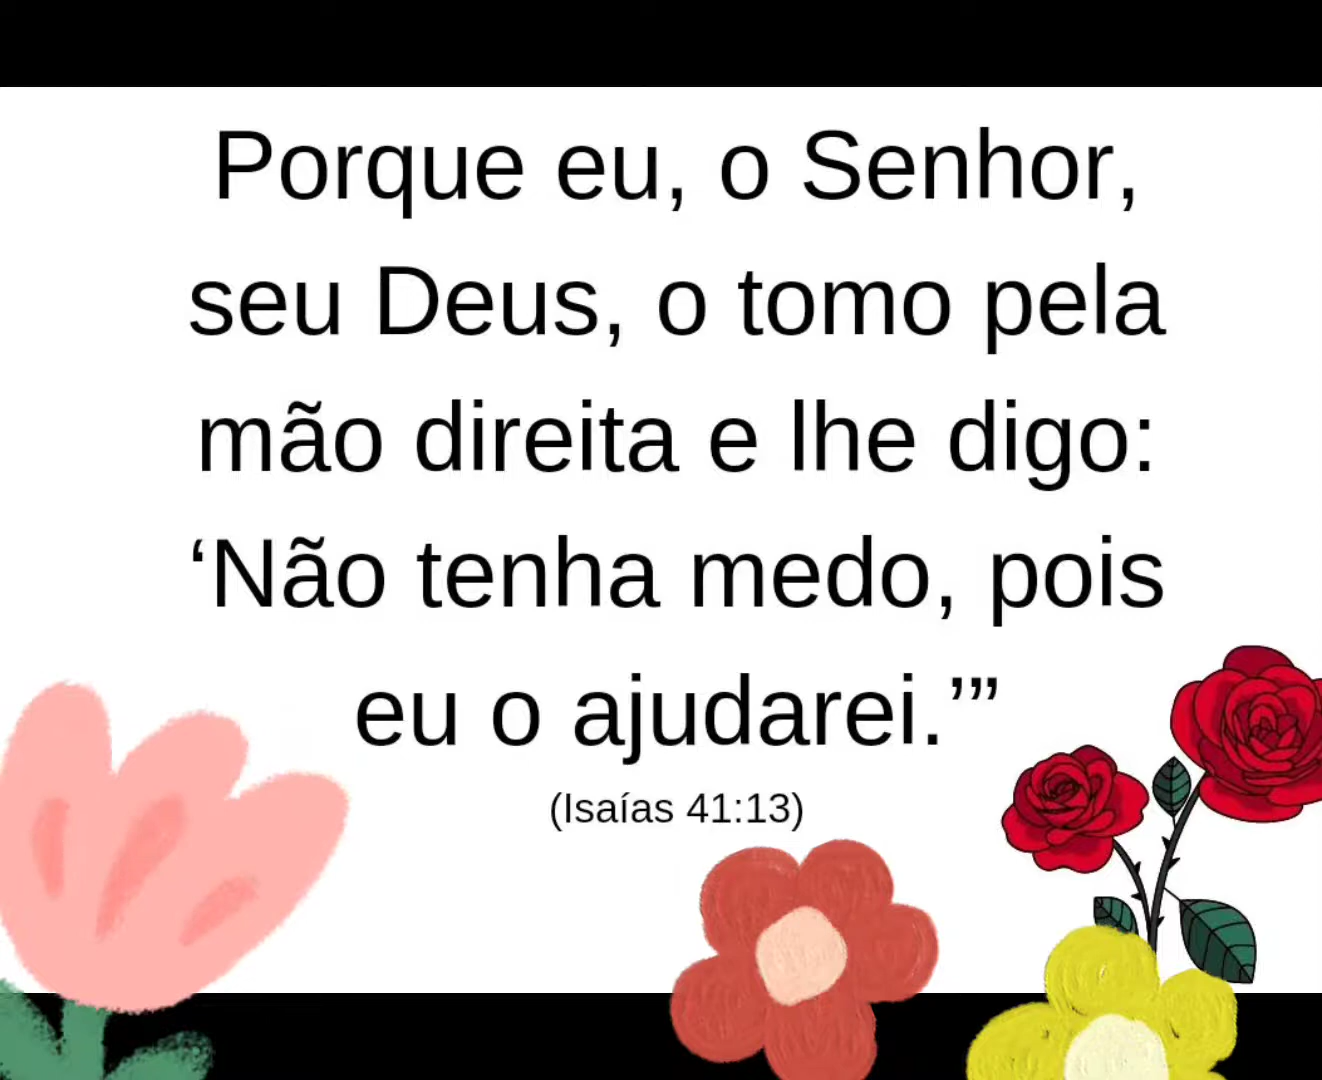 Porque eu, o Senhor,
seu Deus, o tomo pela
mão direita e lhe digo:
‘Não tenha medo, pois
eu o ajudarei.’”
(Isaías 41:13)